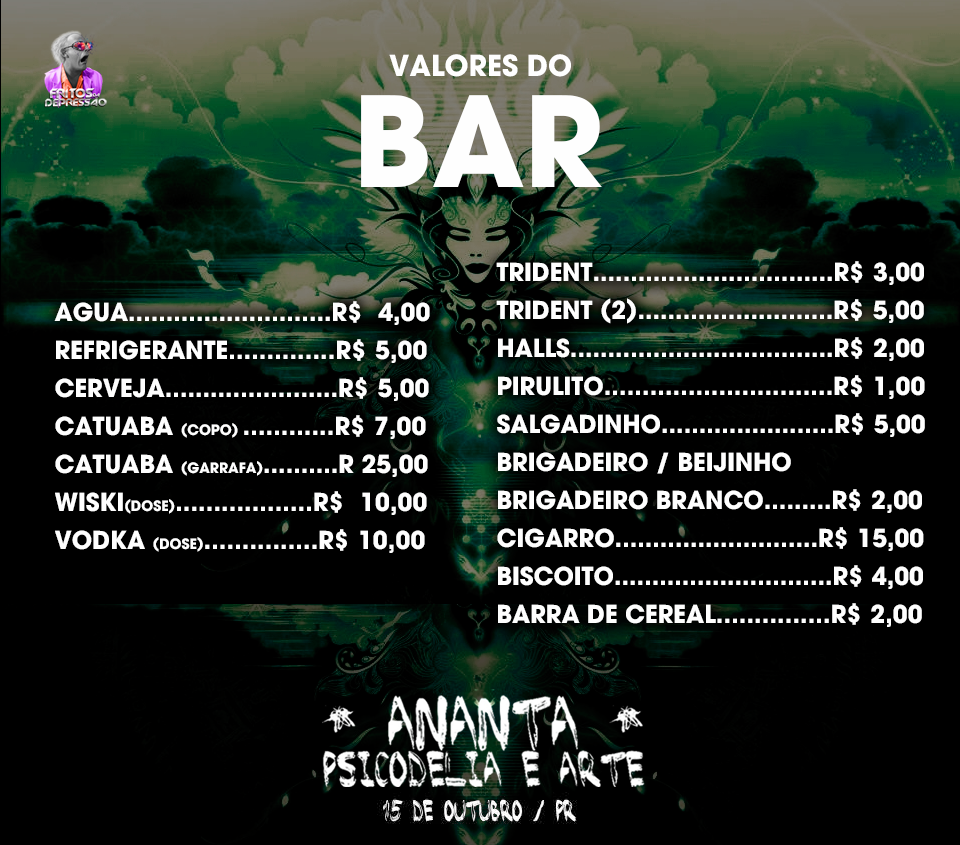 FRITOS NA
DEPRESSÃO
VALORES DO
BAR
AGUA...........................R$ 4,00
REFRIGERANTE..............R$ 5,00
CERVEJA.......................R$ 5,00
CATUABA (COPO) ............R$ 7,00
CATUABA (GARRAFA)..........R 25,00
WISKI(DOSE)..................R$ 10,00
VODKA (DOSE)...............R$ 10,00
TRIDENT................................R$ 3,00
TRIDENT (2)..........................R$ 5,00
HALLS...................................R$ 2,00
PIRULITO..............................R$ 1,00
SALGADINHO.......................R$ 5,00
BRIGADEIRO / BEIJINHO
BRIGADEIRO BRANCO.........R$ 2,00
CIGARRO...........................R$ 15,00
BISCOITO.............................R$ 4,00
BARRA DE CEREAL...............R$ 2,00
ANANTA
PSICODELIA E ARTE
15 DE OUTUBRO / PR